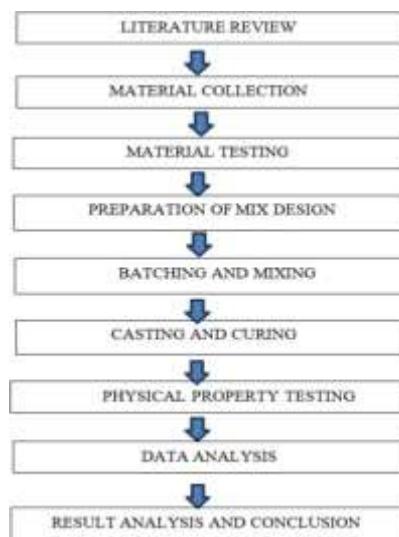 LITERATURE REVIEW
MATERIAL COLLECTION
MATERIAL TESTING
PREPARATION OF MIX DESIGN
BATCHING AND MIXING
CASTING AND CURING
PHYSICAL PROPERTY TESTING
DATA ANALYSIS
RESULT ANALYSIS AND CONCLUSION